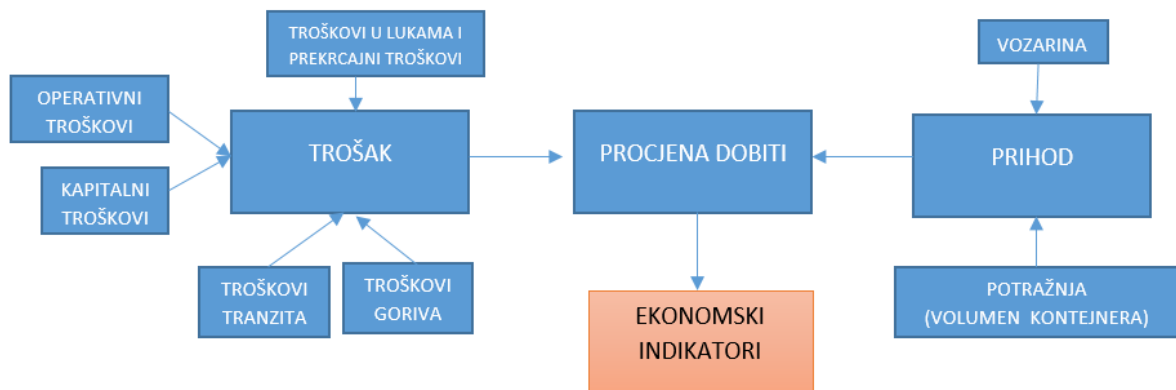 TROŠKOVI U LUKAMA I
PREKRCAJNI TROŠKOVI
VOZARINA
OPERATIVNI
TROŠKOVI
TROŠAK
PROCJENA DOBITI
PRIHOD
KAPITALNI
TROŠKOVI
TROŠKOVI
TRANZITA
TROŠKOVI
GORIVA
EKONOMSKI
INDIKATORI
POTRAŽNJA
(VOLUMEN KONTEJNERA)